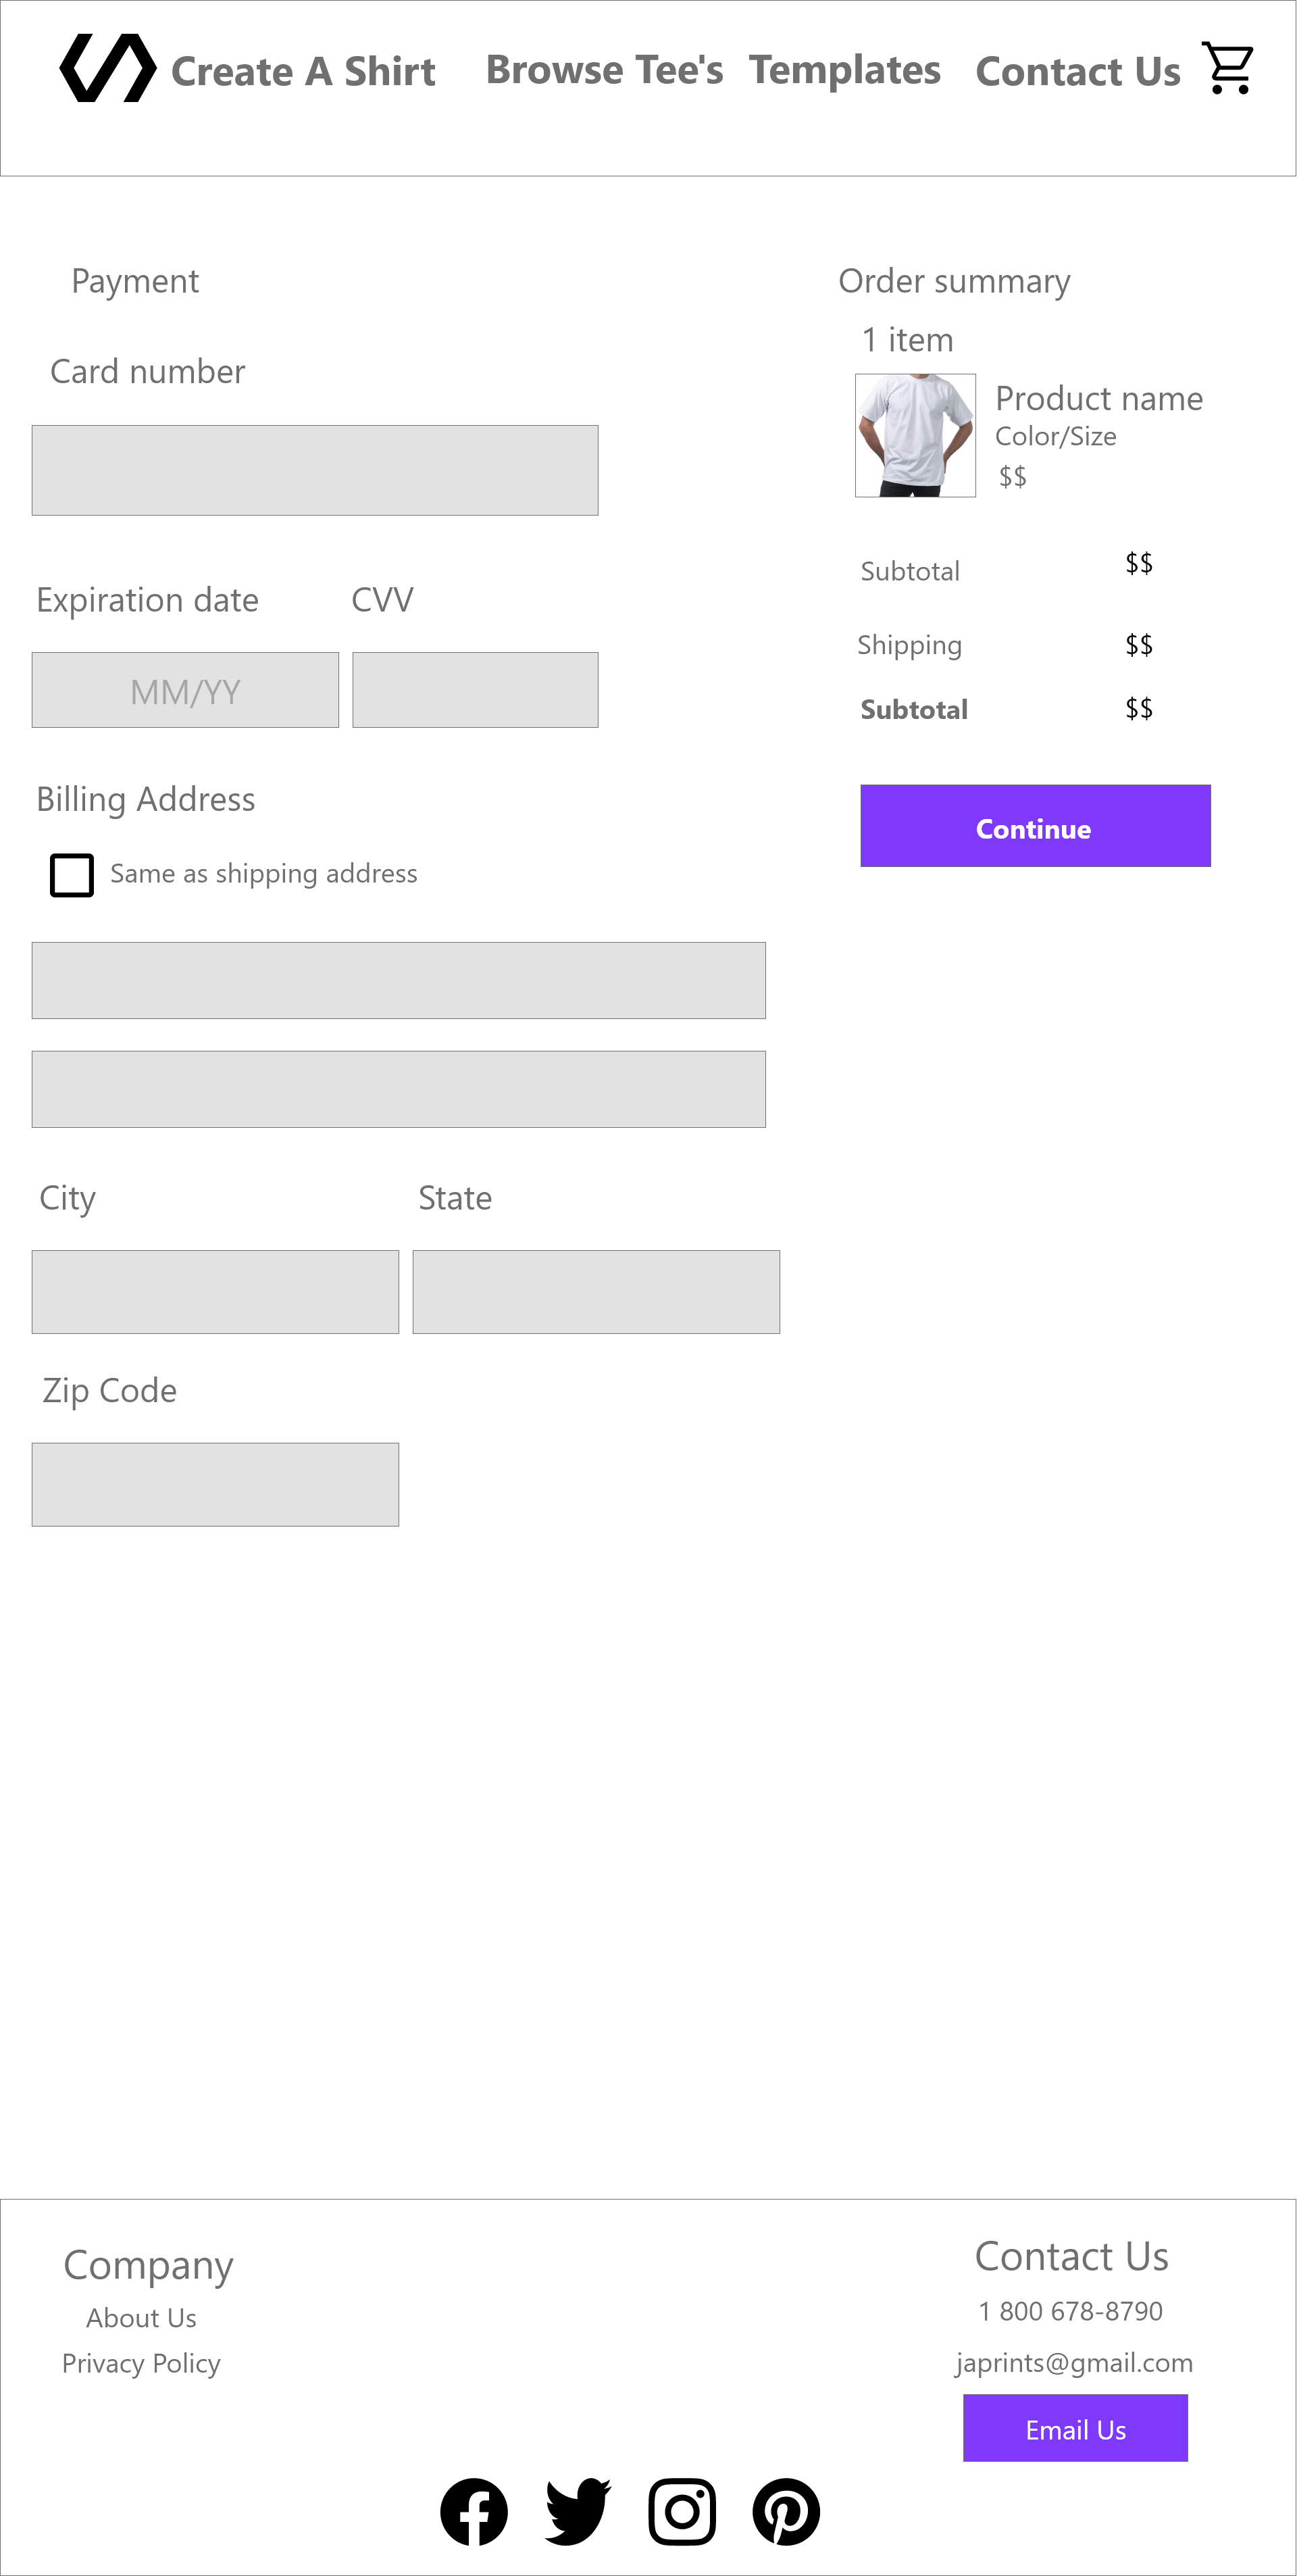 Create A Shirt
Browse Tee's
Templates
Contact Us
Payment
Card number
Expiration date
CVV
MM/YY
Billing Address
Same as shipping address
City
State
Zip Code
Order summary
1 item
Product name
Color/Size
$$
Subtotal $$
Shipping $$
Subtotal $$
Continue
Company
About Us
Privacy Policy
Contact Us
1 800 678-8790
japrints@gmail.com
Email Us